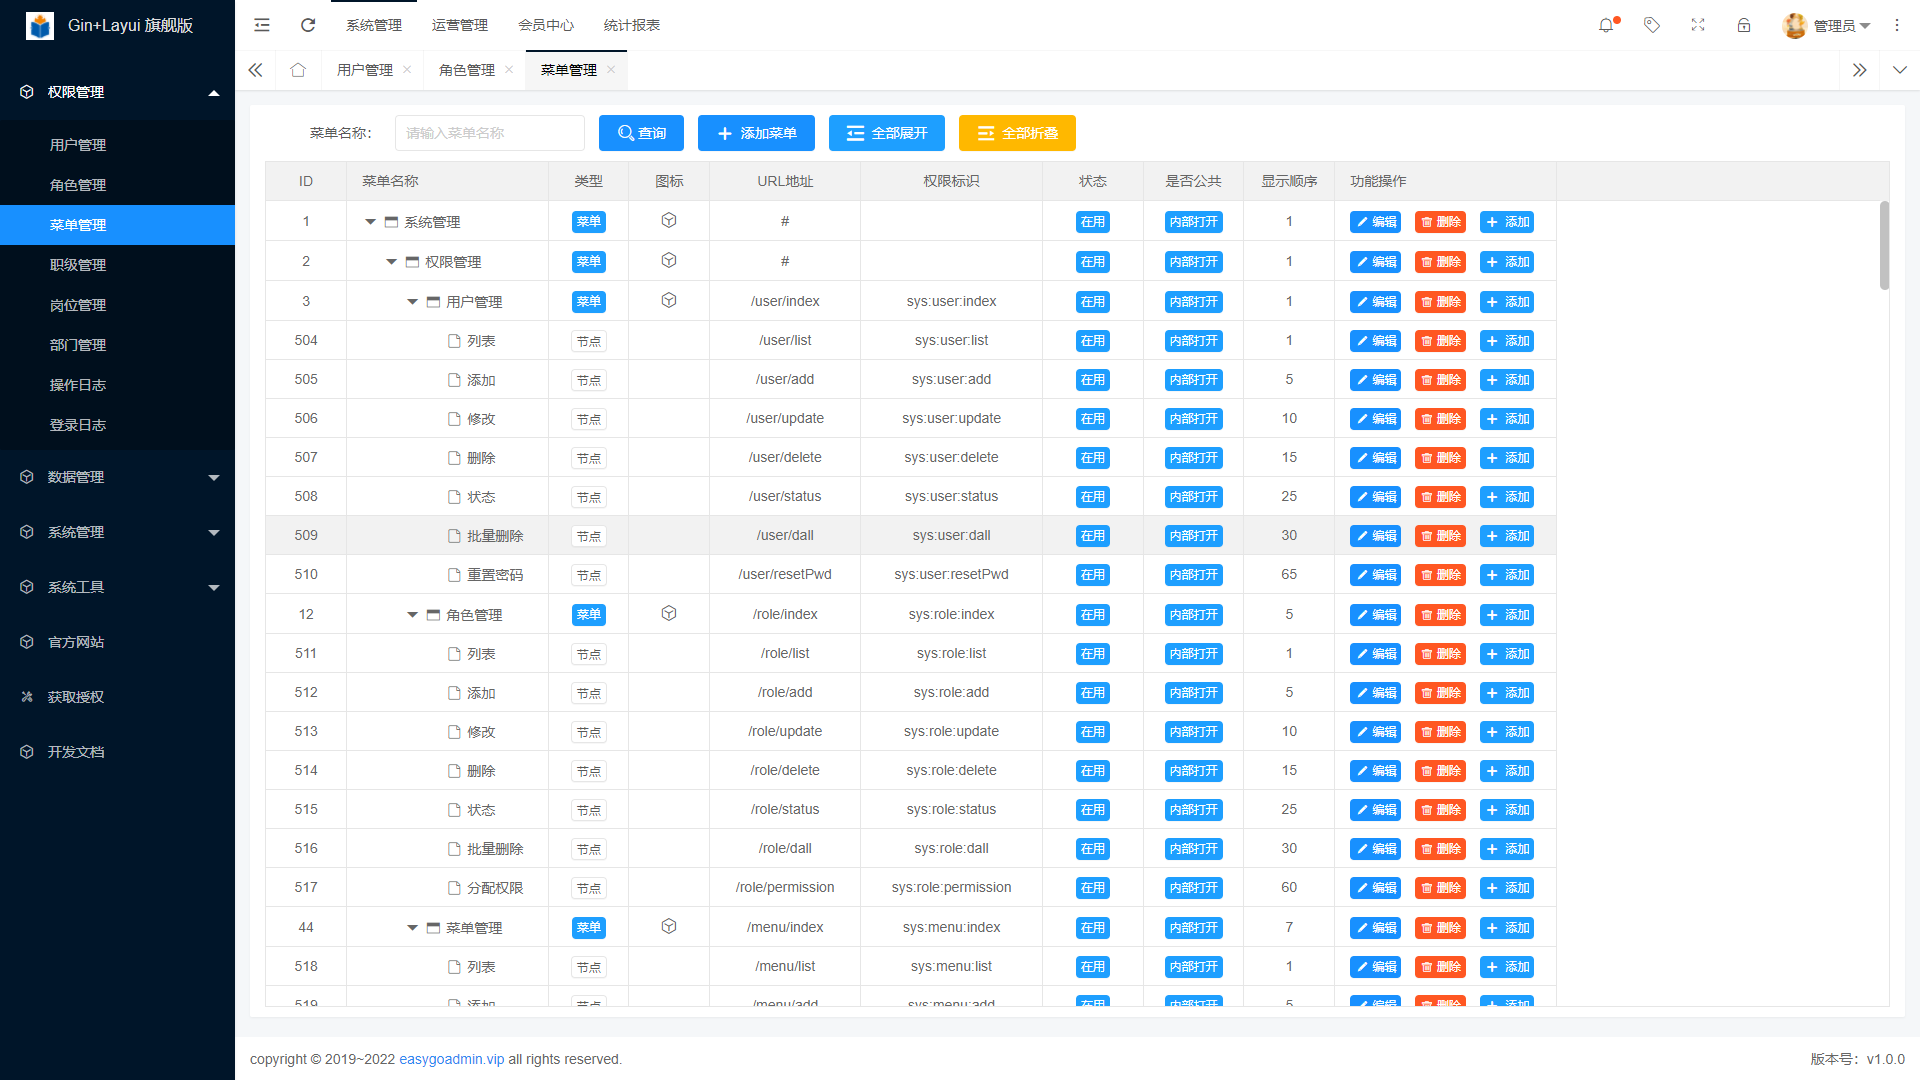 Gin+Layui 旗舰版
系统管理 运营管理 会员中心 统计报表 管理员
用户管理 角色管理 菜单管理
权限管理
用户管理
角色管理
菜单管理
职级管理
岗位管理
部门管理
操作日志
登录日志
数据管理
系统管理
系统工具
官方网站
获取授权
开发文档
菜单名称： 请输入菜单名称 查询 添加菜单 全部展开 全部折叠
ID 菜单名称 类型 图标 URL地址 权限标识 状态 是否公共 显示顺序 功能操作
1 系统管理 菜单 # 在用 内部打开 1 编辑 删除 添加
2 权限管理 菜单 # 在用 内部打开 1 编辑 删除 添加
3 用户管理 菜单 /user/index sys:user:index 在用 内部打开 1 编辑 删除 添加
504 列表 节点 /user/list sys:user:list 在用 内部打开 1 编辑 删除 添加
505 添加 节点 /user/add sys:user:add 在用 内部打开 5 编辑 删除 添加
506 修改 节点 /user/update sys:user:update 在用 内部打开 10 编辑 删除 添加
507 删除 节点 /user/delete sys:user:delete 在用 内部打开 15 编辑 删除 添加
508 状态 节点 /user/status sys:user:status 在用 内部打开 25 编辑 删除 添加
509 批量删除 节点 /user/dall sys:user:dall 在用 内部打开 30 编辑 删除 添加
510 重置密码 节点 /user/resetPwd sys:user:resetPwd 在用 内部打开 65 编辑 删除 添加
12 角色管理 菜单 /role/index sys:role:index 在用 内部打开 5 编辑 删除 添加
511 列表 节点 /role/list sys:role:list 在用 内部打开 1 编辑 删除 添加
512 添加 节点 /role/add sys:role:add 在用 内部打开 5 编辑 删除 添加
513 修改 节点 /role/update sys:role:update 在用 内部打开 10 编辑 删除 添加
514 删除 节点 /role/delete sys:role:delete 在用 内部打开 15 编辑 删除 添加
515 状态 节点 /role/status sys:role:status 在用 内部打开 25 编辑 删除 添加
516 批量删除 节点 /role/dall sys:role:dall 在用 内部打开 30 编辑 删除 添加
517 分配权限 节点 /role/permission sys:role:permission 在用 内部打开 60 编辑 删除 添加
44 菜单管理 菜单 /menu/index sys:menu:index 在用 内部打开 7 编辑 删除 添加
518 列表 节点 /menu/list sys:menu:list 在用 内部打开 1 编辑 删除 添加
519 添加 节点 /menu/add sys:menu:add 在用 内部打开 5 编辑 删除 添加
copyright © 2019~2022 easygoadmin.vip all rights reserved. 版本号：v1.0.0